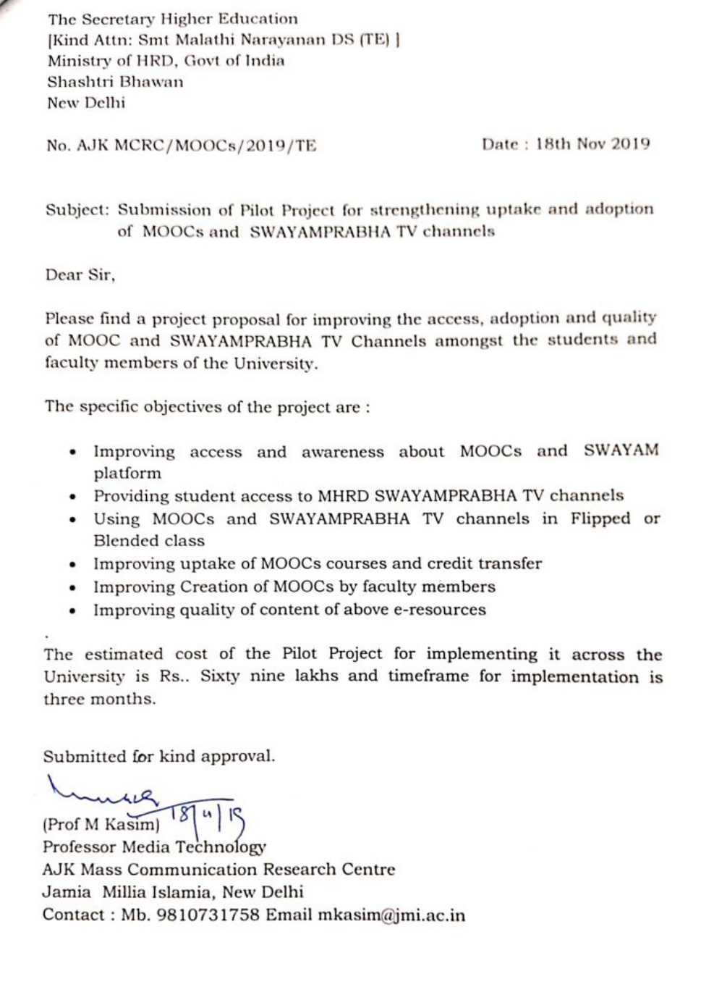 The Secretary Higher Education
[Kind Attn: Smt Malathi Narayanan DS (TE) ]
Ministry of HRD, Govt of India
Shashtri Bhawan
New Delhi
No. AJK MCRC/MOOCs/2019/TE Date : 18th Nov 2019
Subject: Submission of Pilot Project for strengthening uptake and adoption
of MOOCs and SWAYAMPRABHA TV channels
Dear Sir,
Please find a project proposal for improving the access, adoption and quality
of MOOC and SWAYAMPRABHA TV Channels amongst the students and
faculty members of the University.
The specific objectives of the project are :
• Improving access and awareness about MOOCs and SWAYAM
platform
• Providing student access to MHRD SWAYAMPRABHA TV channels
• Using MOOCs and SWAYAMPRABHA TV channels in Flipped or
Blended class
• Improving uptake of MOOCs courses and credit transfer
• Improving Creation of MOOCs by faculty members
• Improving quality of content of above e-resources
.
The estimated cost of the Pilot Project for implementing it across the
University is Rs.. Sixty nine lakhs and timeframe for implementation is
three months.
Submitted for kind approval.
18/11/19
(Prof M Kasim)
Professor Media Technology
AJK Mass Communication Research Centre
Jamia Millia Islamia, New Delhi
Contact : Mb. 9810731758 Email mkasim@jmi.ac.in